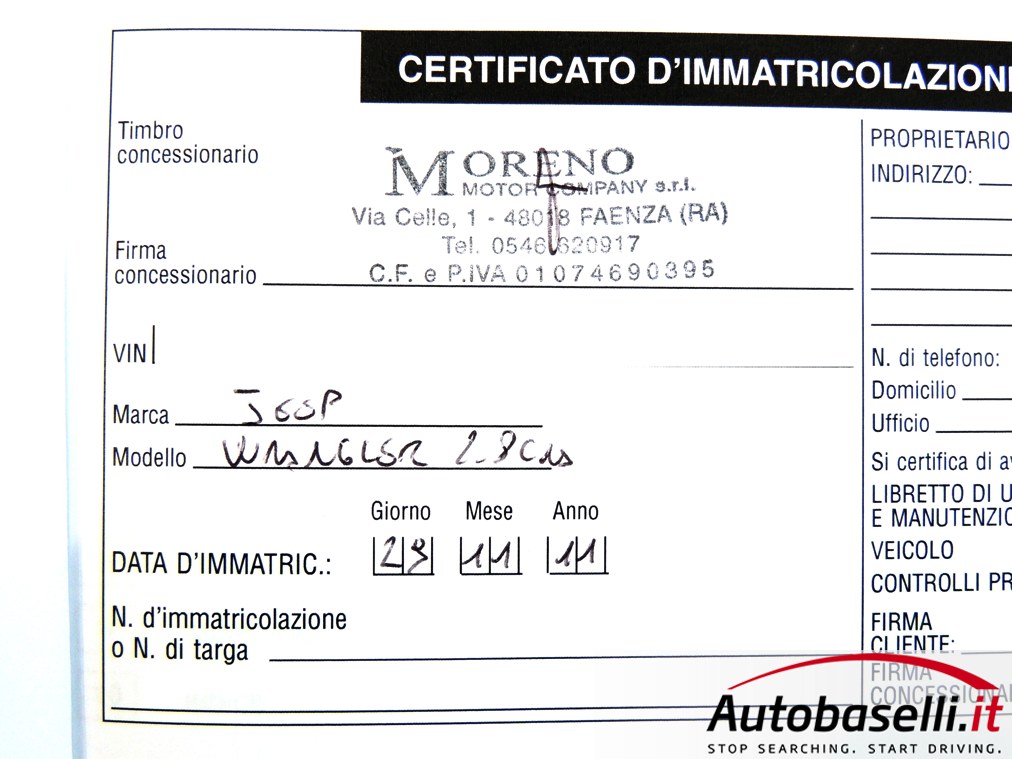 CERTIFICATO D'IMMATRICOLAZIONE
Timbro
concessionario
MORENO
MOTOR COMPANY s.r.l.
Via Celle, 1 - 48018 FAENZA (RA)
Tel. 0546 620917
C.F. e P.IVA 01074690395
Firma
concessionario
VIN
Marca JEEP
Modello WRANGLER 2.8 CRD
Giorno Mese Anno
DATA D'IMMATRIC.: 29 11 11
N. d'immatricolazione
o N. di targa
PROPRIETARIO
INDIRIZZO:
N. di telefono:
Domicilio
Ufficio
Si certifica di av
LIBRETTO DI U
E MANUTENZIO
VEICOLO
CONTROLLI PR
FIRMA
CLIENTE:
FIRMA
CONCESSIONA
Autobaselli.it
STOP SEARCHING. START DRIVING.